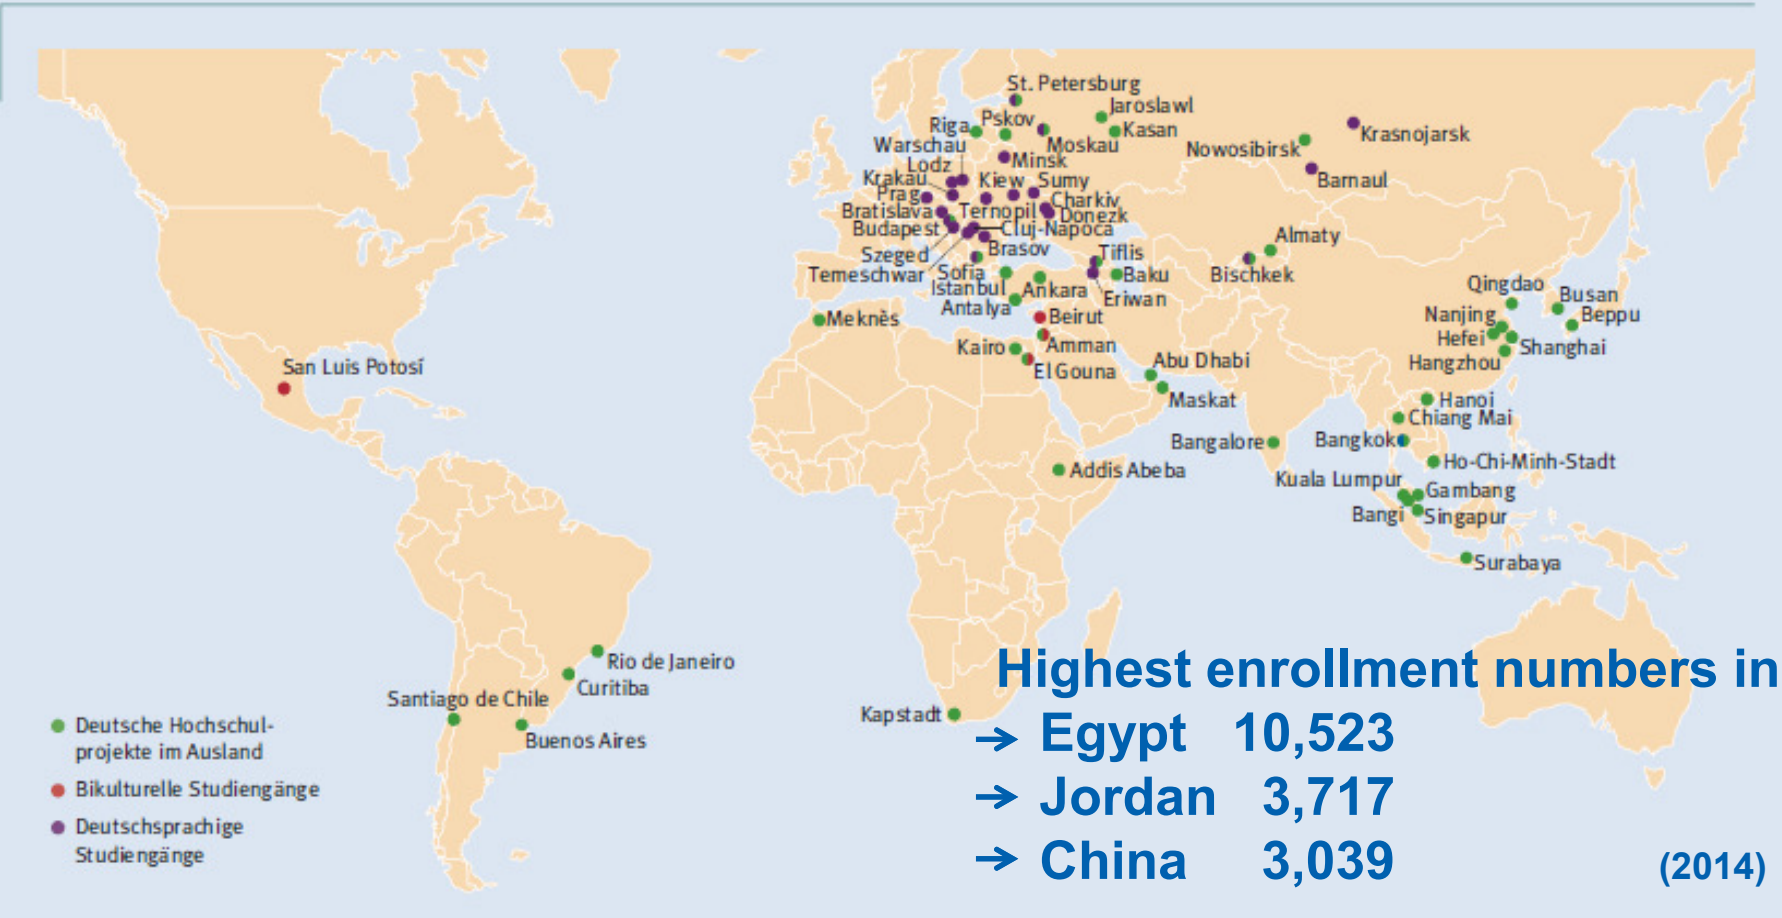 St. Petersburg
Jaroslawl
Riga
Pskov
Kasan
Moskau
Krasnojarsk
Warschau
Nowosibirsk
Lodz
Minsk
Krakau
Kiew
Sumy
Barnaul
Prag
Charkiv
Bratislava
Ternopil
Donezk
Budapest
Cluj-Napoca
Almaty
Brasov
Szeged
Tiflis
Temeschwar
Sofia
Baku
Bischkek
Istanbul
Ankara
Eriwan
Qingdao
Busan
Antalya
Meknès
Beirut
Nanjing
Beppu
Kairo
Amman
Hefei
Shanghai
El Gouna
Abu Dhabi
Hangzhou
San Luis Potosí
Maskat
Hanoi
Chiang Mai
Bangalore
Bangkok
Addis Abeba
Ho-Chi-Minh-Stadt
Kuala Lumpur
Gambang
Bangi
Singapur
Surabaya
Rio de Janeiro
Curitiba
Santiago de Chile
Kapstadt
Buenos Aires
Deutsche Hochschul-
projekte im Ausland
Bikulturelle Studiengänge
Deutschsprachige
Studiengänge
Highest enrollment numbers in
→ Egypt 10,523
→ Jordan 3,717
→ China 3,039
(2014)